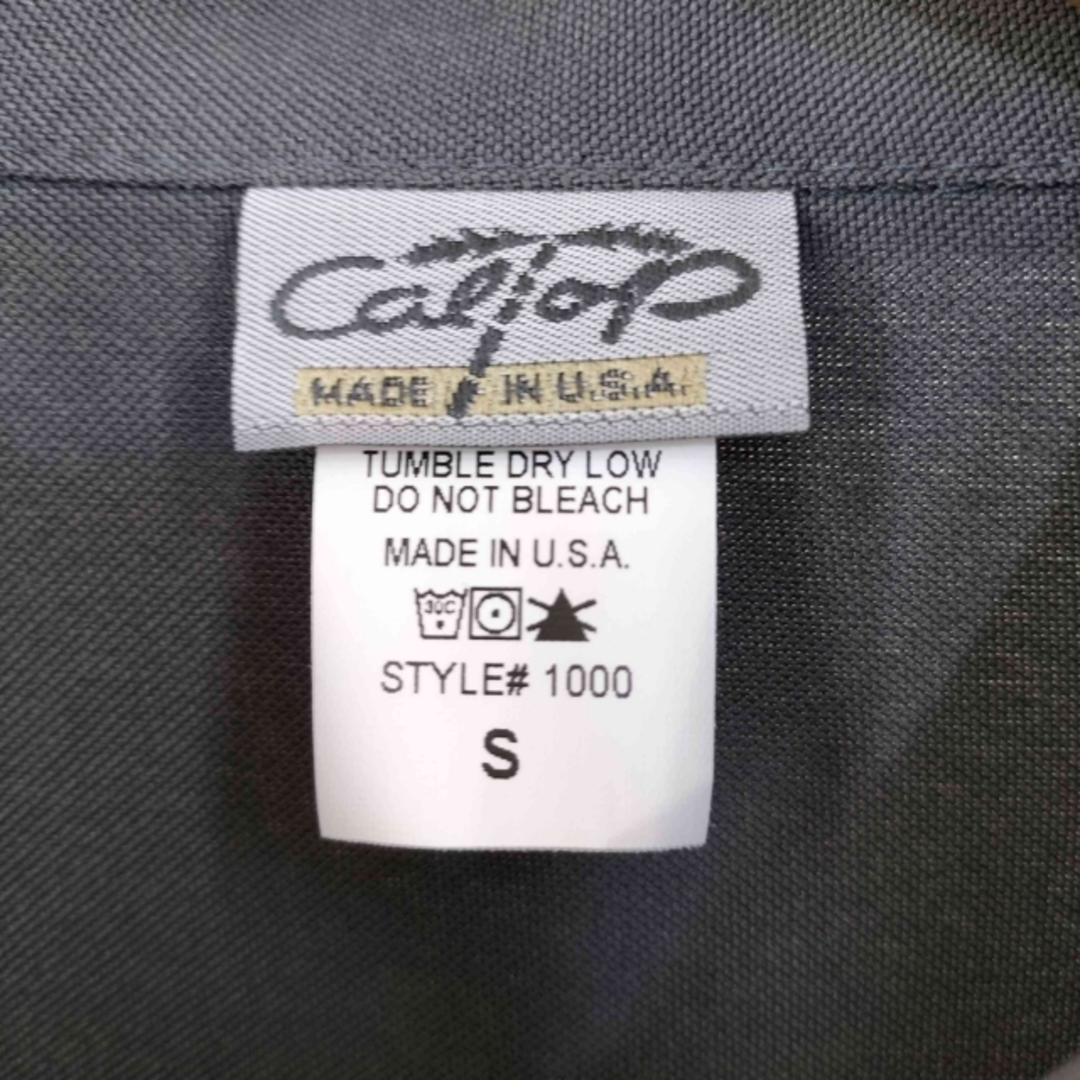 CalTop
MADE IN U.S.A.
TUMBLE DRY LOW
DO NOT BLEACH
MADE IN U.S.A.
30C
STYLE# 1000
S